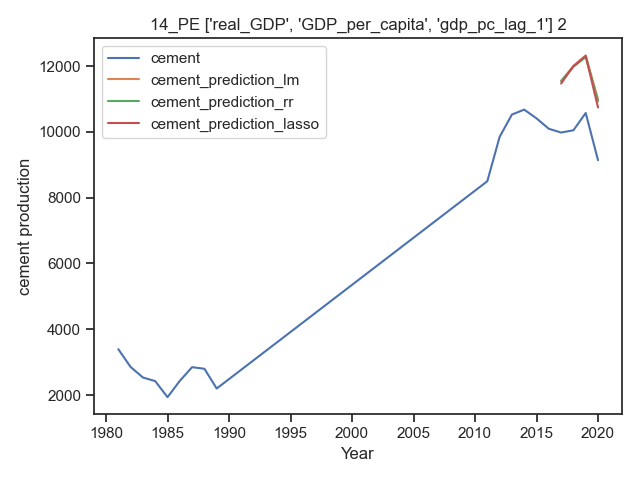 14_PE ['real_GDP', 'GDP_per_capita', 'gdp_pc_lag_1'] 2
cement
cement_prediction_lm
cement_prediction_rr
cement_prediction_lasso
cement production
12000
10000
8000
6000
4000
2000
1980 1985 1990 1995 2000 2005 2010 2015 2020
Year